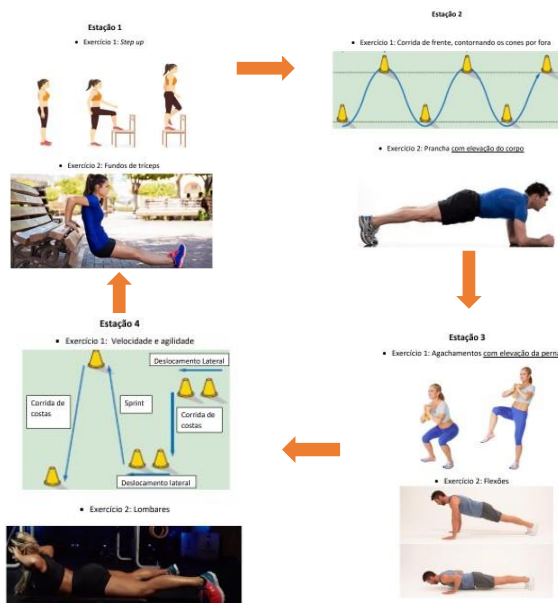 Estação 1
▪ Exercício 1: Step up
▪ Exercício 2: Fundos de tríceps
Estação 2
▪ Exercício 1: Corrida de frente, contornando os cones por fora
▪ Exercício 2: Prancha com elevação do corpo
Estação 3
▪ Exercício 1: Agachamentos com elevação da perna
▪ Exercício 2: Flexões
Estação 4
▪ Exercício 1: Velocidade e agilidade
Deslocamento Lateral
Corrida de
costas
Sprint
Corrida de
costas
Deslocamento lateral
▪ Exercício 2: Lombares